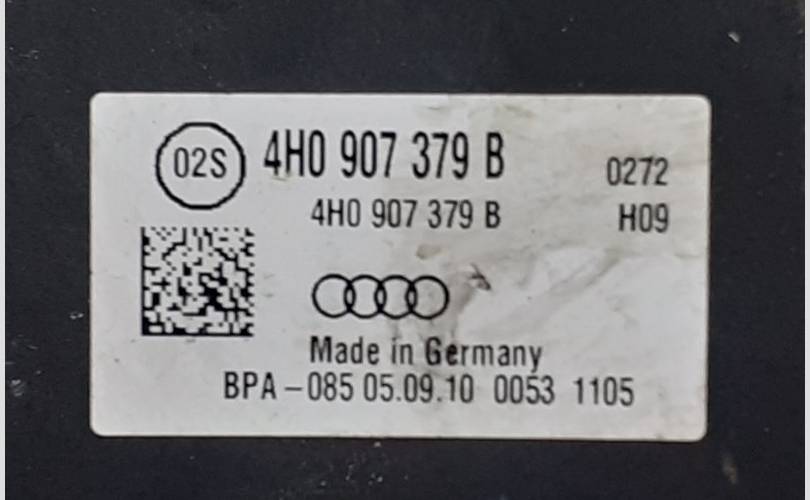 02S 4H0 907 379 B 0272
4H0 907 379 B H09
Made in Germany
BPA-085 05.09.10 0053 1105